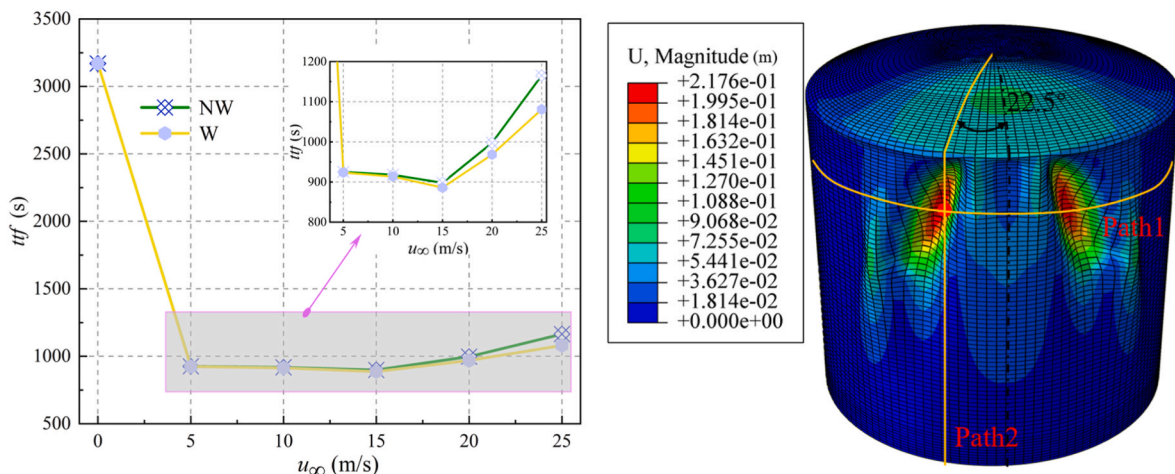 3500
3000
2500
2000
1500
1000
500
ttf (s)
0 5 10 15 20 25
u∞ (m/s)
NW
W
1200
1100
1000
900
800
ttf (s)
5 10 15 20 25
u∞ (m/s)
U, Magnitude (m)
+2.176e-01
+1.995e-01
+1.814e-01
+1.632e-01
+1.451e-01
+1.270e-01
+1.088e-01
+9.068e-02
+7.255e-02
+5.441e-02
+3.627e-02
+1.814e-02
+0.000e+00
22.5°
Path1
Path2